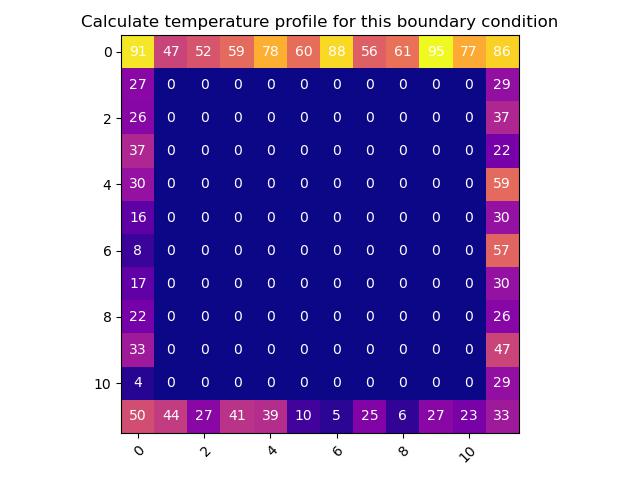 Calculate temperature profile for this boundary condition
0 91 47 52 59 78 60 88 56 61 95 77 86
27 0 0 0 0 0 0 0 0 0 0 29
2 26 0 0 0 0 0 0 0 0 0 0 37
37 0 0 0 0 0 0 0 0 0 0 22
4 30 0 0 0 0 0 0 0 0 0 0 59
16 0 0 0 0 0 0 0 0 0 0 30
6 8 0 0 0 0 0 0 0 0 0 0 57
17 0 0 0 0 0 0 0 0 0 0 30
8 22 0 0 0 0 0 0 0 0 0 0 26
33 0 0 0 0 0 0 0 0 0 0 47
10 4 0 0 0 0 0 0 0 0 0 0 29
50 44 27 41 39 10 5 25 6 27 23 33
0 2 4 6 8 10